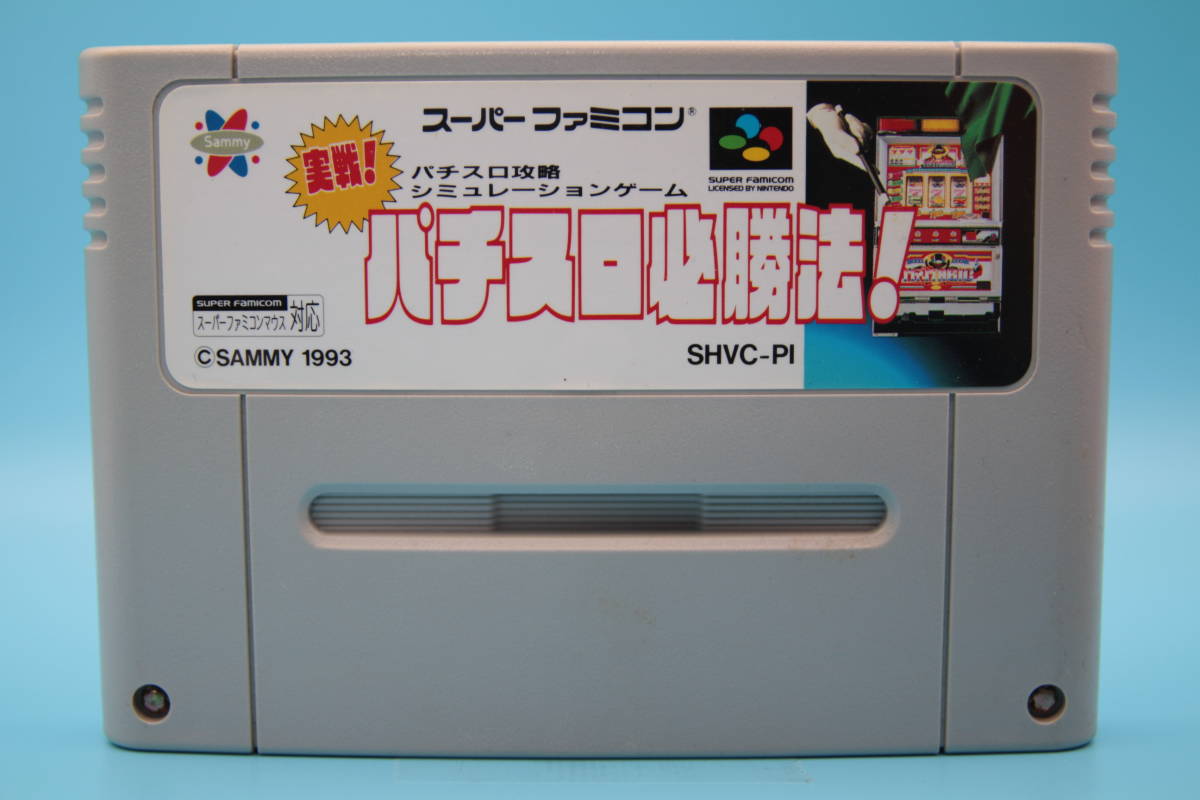 Sammy
スーパーファミコン®
実戦!
パチスロ攻略
シミュレーションゲーム
SUPER FAMICOM
LICENSED BY NINTENDO
パチスロ必勝法!
SUPER FAMICOM
スーパーファミコンマウス対応
©SAMMY 1993
SHVC-PI